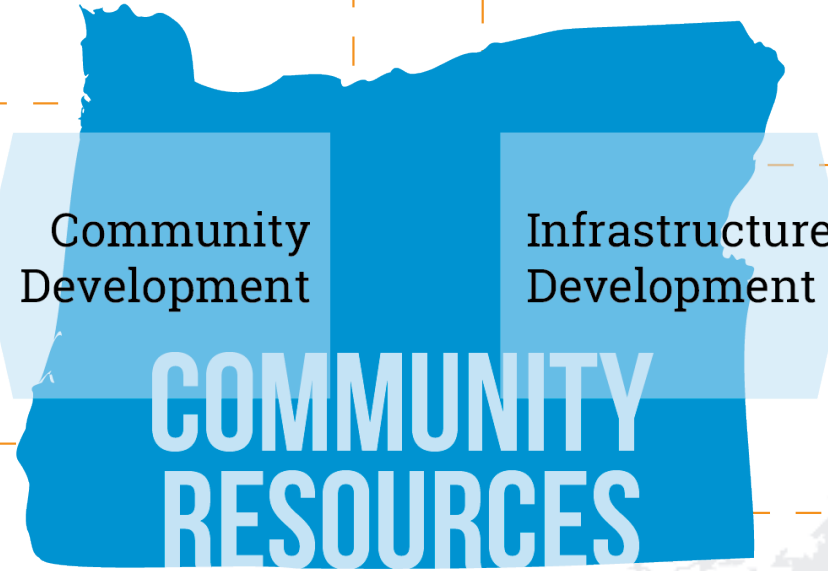 Community
Development
Infrastructure
Development
COMMUNITY
RESOURCES